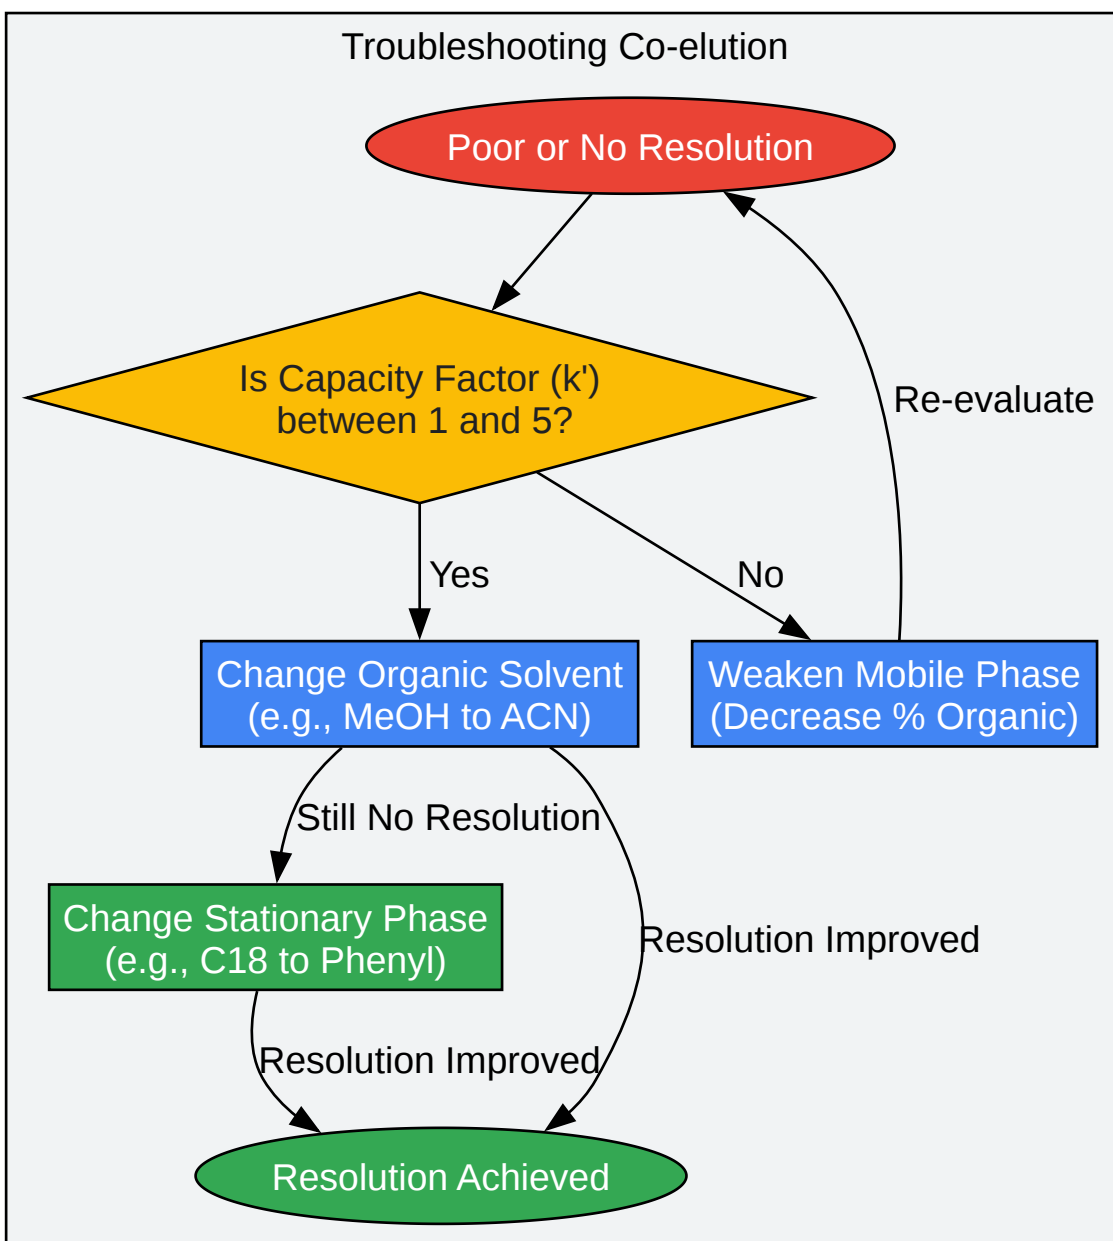 Troubleshooting Co-elution
Poor or No Resolution
Is Capacity Factor (k')
between 1 and 5?
Re-evaluate
Yes
No
Change Organic Solvent
(e.g., MeOH to ACN)
Weaken Mobile Phase
(Decrease % Organic)
Still No Resolution
Change Stationary Phase
(e.g., C18 to Phenyl)
Resolution Improved
Resolution Improved
Resolution Achieved